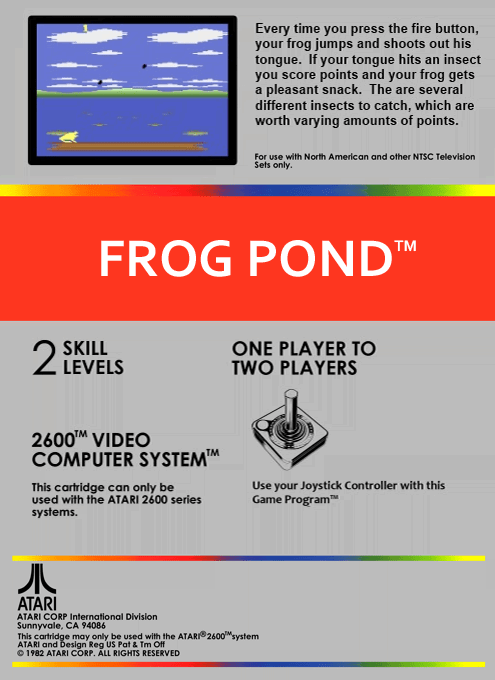 1
Every time you press the fire button,
your frog jumps and shoots out his
tongue. If your tongue hits an insect
you score points and your frog gets
a pleasant snack. The are several
different insects to catch, which are
worth varying amounts of points.
For use with North American and other NTSC Television
Sets only.
FROG POND™
2 SKILL
LEVELS
ONE PLAYER TO
TWO PLAYERS
2600™ VIDEO
COMPUTER SYSTEM™
This cartridge can only be
used with the ATARI 2600 series
systems.
Use your Joystick Controller with this
Game Program™
ATARI
ATARI CORP International Division
Sunnyvale, CA 94086
This cartridge may only be used with the ATARI® 2600™ system
ATARI and Design Reg US Pat & Tm Off
© 1982 ATARI CORP. ALL RIGHTS RESERVED